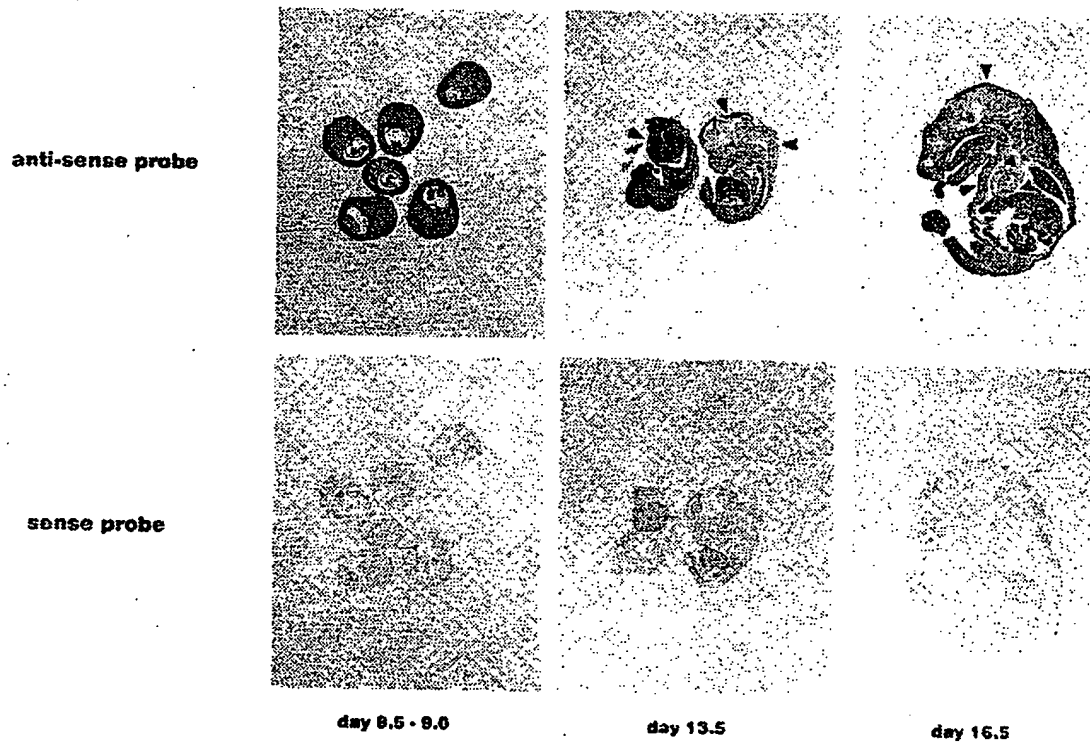 anti-sense probe
sense probe
day 8.5 - 9.0
day 13.5
day 16.5